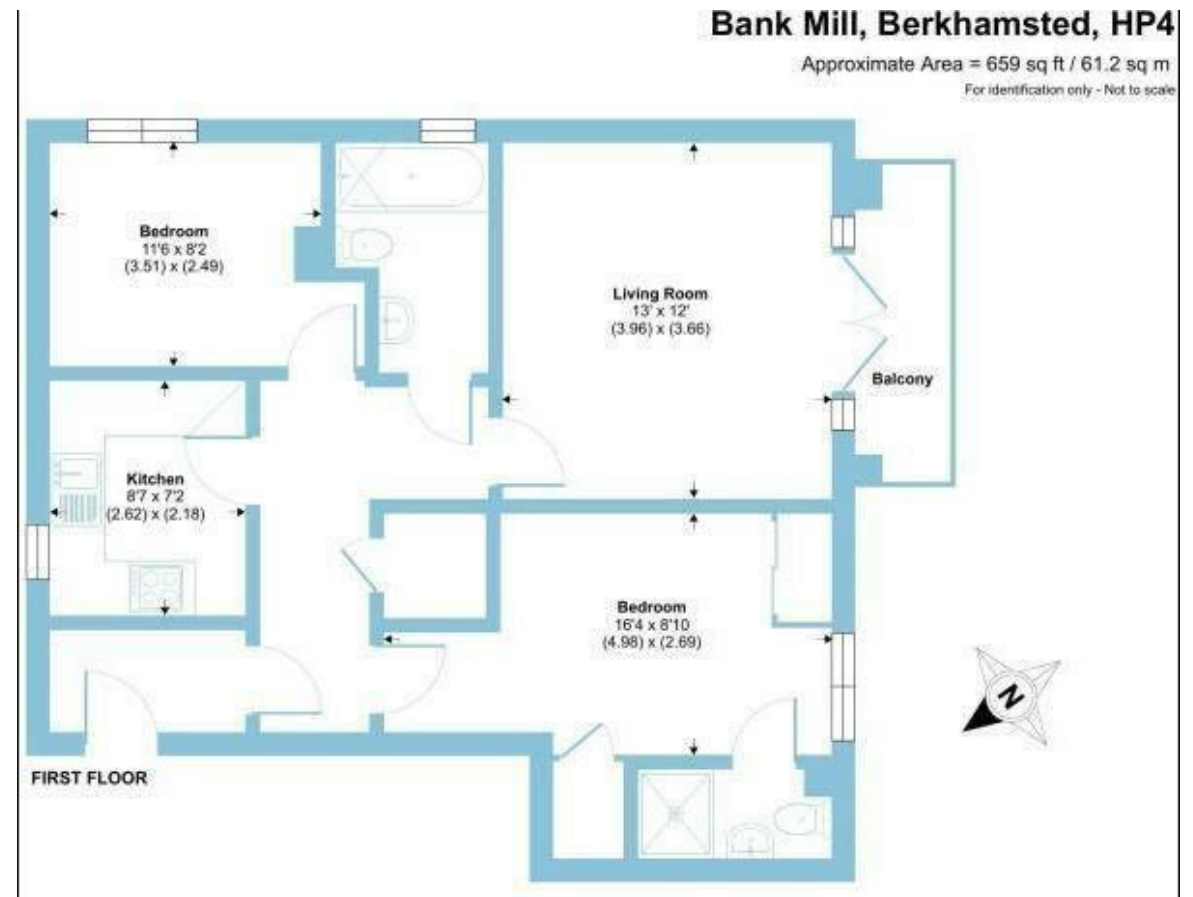 Bank Mill, Berkhamsted, HP4
Approximate Area = 659 sq ft / 61.2 sq m
For identification only - Not to scale
Bedroom
11'6 x 8'2
(3.51) x (2.49)
Living Room
13' x 12'
(3.96) x (3.66)
Balcony
Kitchen
8'7 x 7'2
(2.62) x (2.18)
Bedroom
16'4 x 8'10
(4.98) x (2.69)
N
FIRST FLOOR